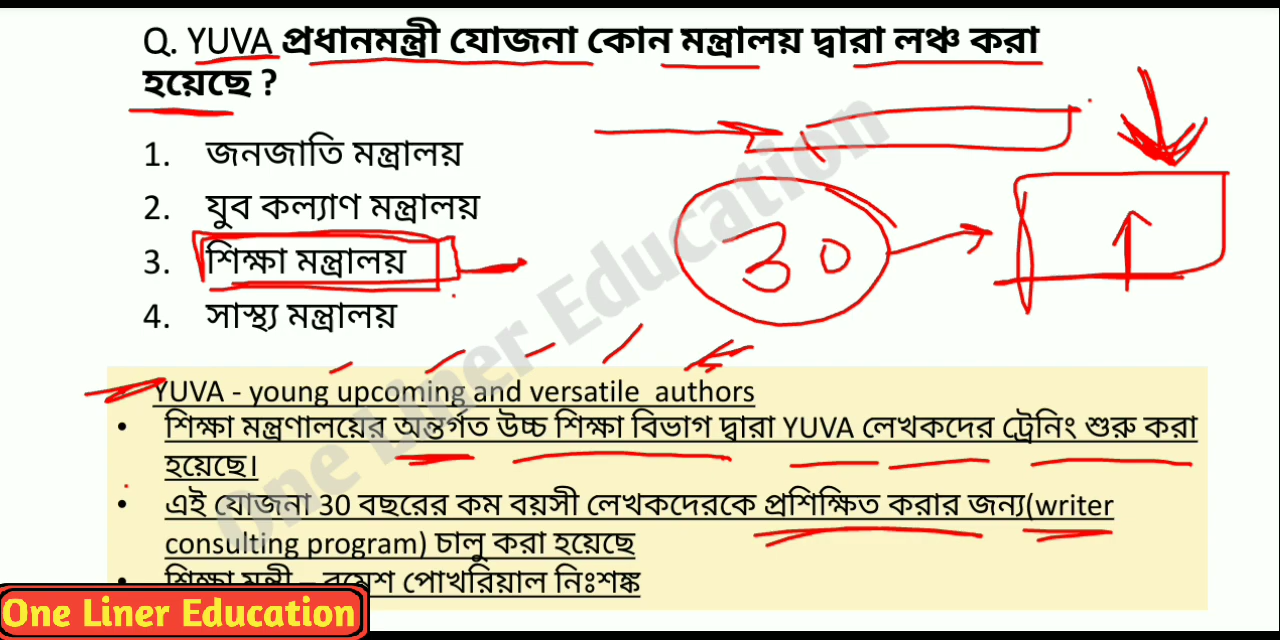 Q. YUVA প্রধানমন্ত্রী যোজনা কোন মন্ত্রালয় দ্বারা লঞ্চ করা
হয়েছে ?
1. জনজাতি মন্ত্রালয়
2. যুব কল্যাণ মন্ত্রালয়
3. শিক্ষা মন্ত্রালয়
4. সাস্থ্য মন্ত্রালয়
30
One Liner Education
YUVA - young upcoming and versatile authors
• শিক্ষা মন্ত্রণালয়ের অন্তর্গত উচ্চ শিক্ষা বিভাগ দ্বারা YUVA লেখকদের ট্রেনিং শুরু করা
হয়েছে।
• এই যোজনা 30 বছরের কম বয়সী লেখকদেরকে প্রশিক্ষিত করার জন্য(writer
consulting program) চালু করা হয়েছে
• শিক্ষা মন্ত্রী – রমেশ পোখরিয়াল নিঃশঙ্ক
One Liner Education